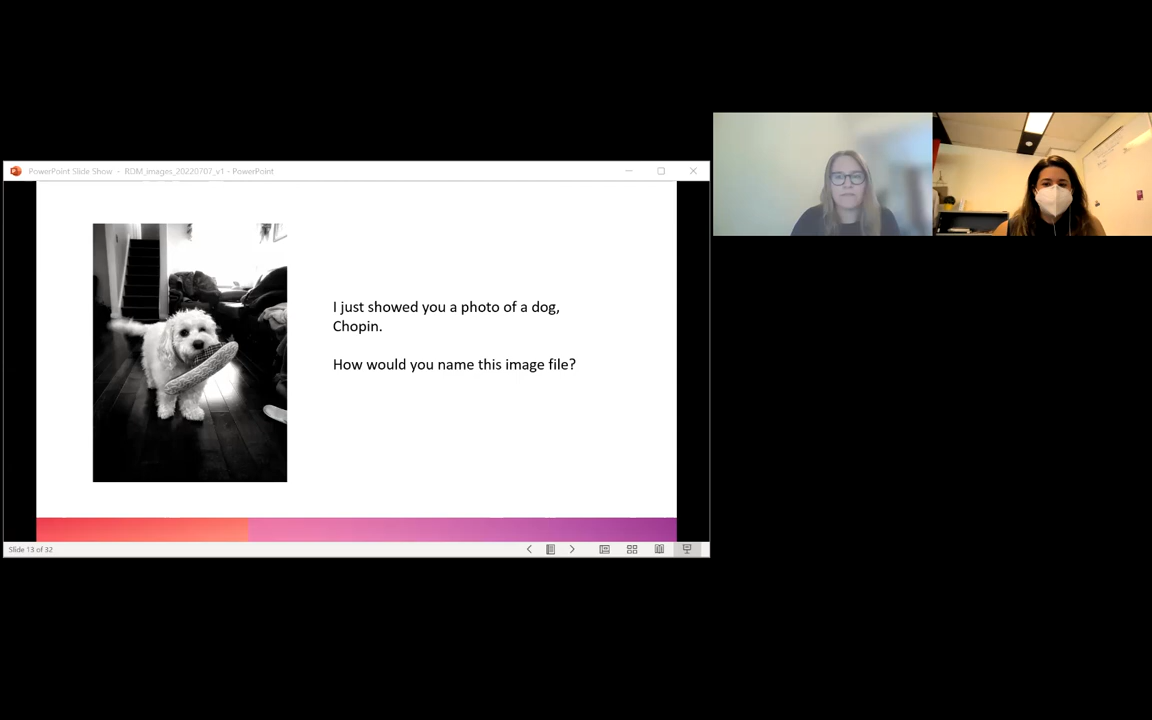 PowerPoint Slide Show - RDM_images_20220707_v1 - PowerPoint
I just showed you a photo of a dog,
Chopin.
How would you name this image file?
Slide 13 of 32